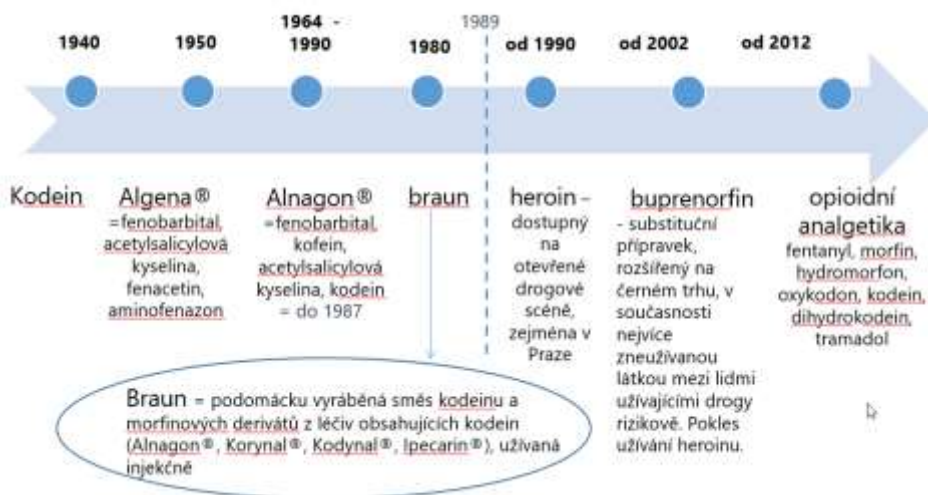 1940
1950
1964 -
1990
1980
1989
od 1990
od 2002
od 2012
Kodein
Algena®
=fenobarbital,
acetylsalicylová
kyselina,
fenacetin,
aminofenazon
Alnagon®
=fenobarbital,
kofein,
acetylsalicylová
kyselina, kodein
= do 1987
braun
heroin –
dostupný
na
otevřené
drogové
scéně,
zejména v
Praze
buprenorfin
- substituční
přípravek,
rozšířený na
černém trhu, v
současnosti
nejvíce
zneužívanou
látkou mezi lidmi
užívajícími drogy
rizikově. Pokles
užívání heroinu.
opioidní
analgetika
fentanyl, morfin,
hydromorfon,
oxykodon, kodein,
dihydrokodein,
tramadol
Braun = podomácku vyráběná směs kodeinu a
morfinových derivátů z léčiv obsahujících kodein
(Alnagon®, Korynal®, Kodynal®, Ipecarin®), užívaná
injekčně